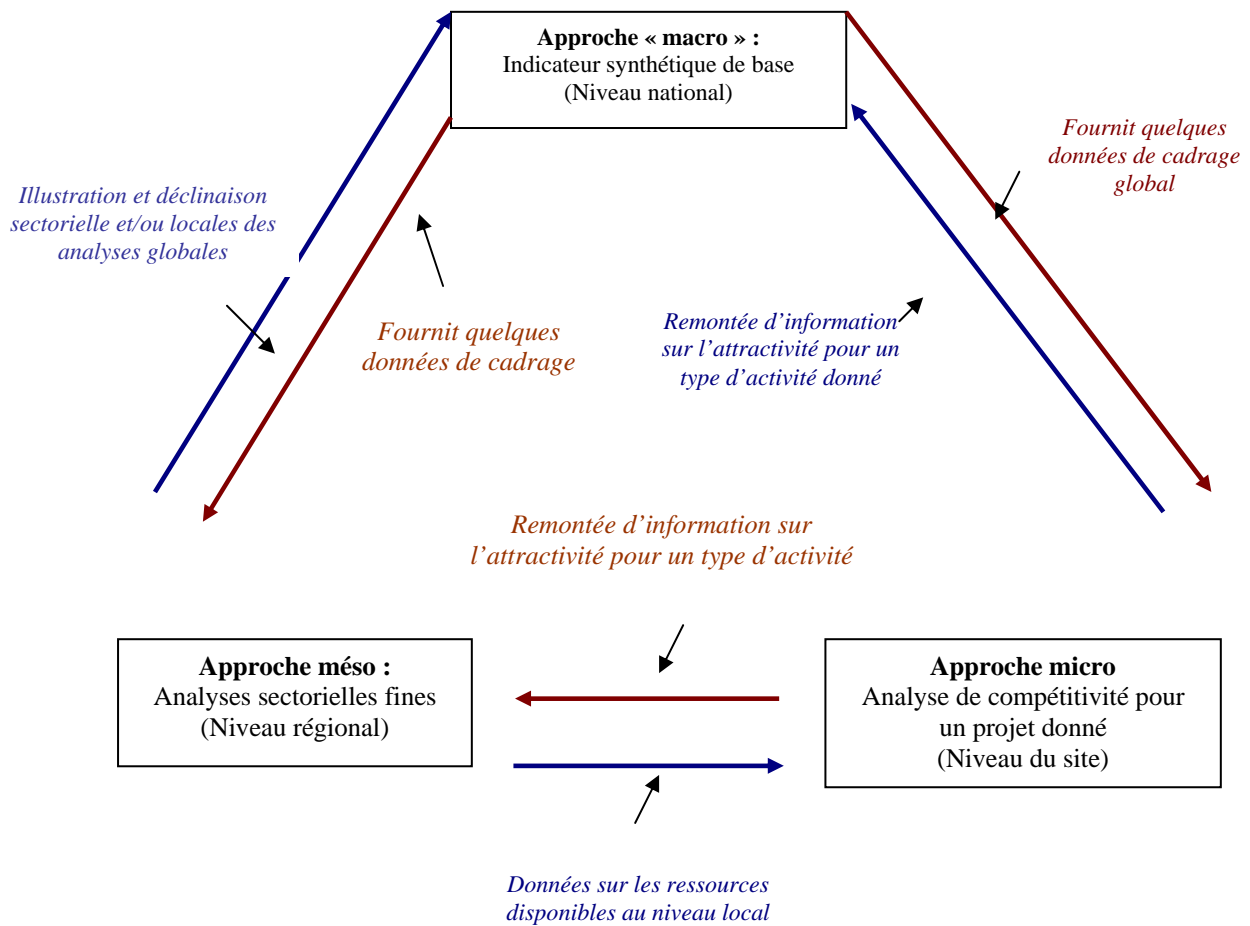 Approche « macro » :
Indicateur synthétique de base
(Niveau national)
Fournit quelques
données de cadrage
global
Illustration et déclinaison
sectorielle et/ou locales des
analyses globales
Fournit quelques
données de cadrage
Remontée d’information
sur l’attractivité pour un
type d’activité donné
Remontée d’information sur
l’attractivité pour un type d’activité
Approche méso :
Analyses sectorielles fines
(Niveau régional)
Approche micro
Analyse de compétitivité pour
un projet donné
(Niveau du site)
Données sur les ressources
disponibles au niveau local